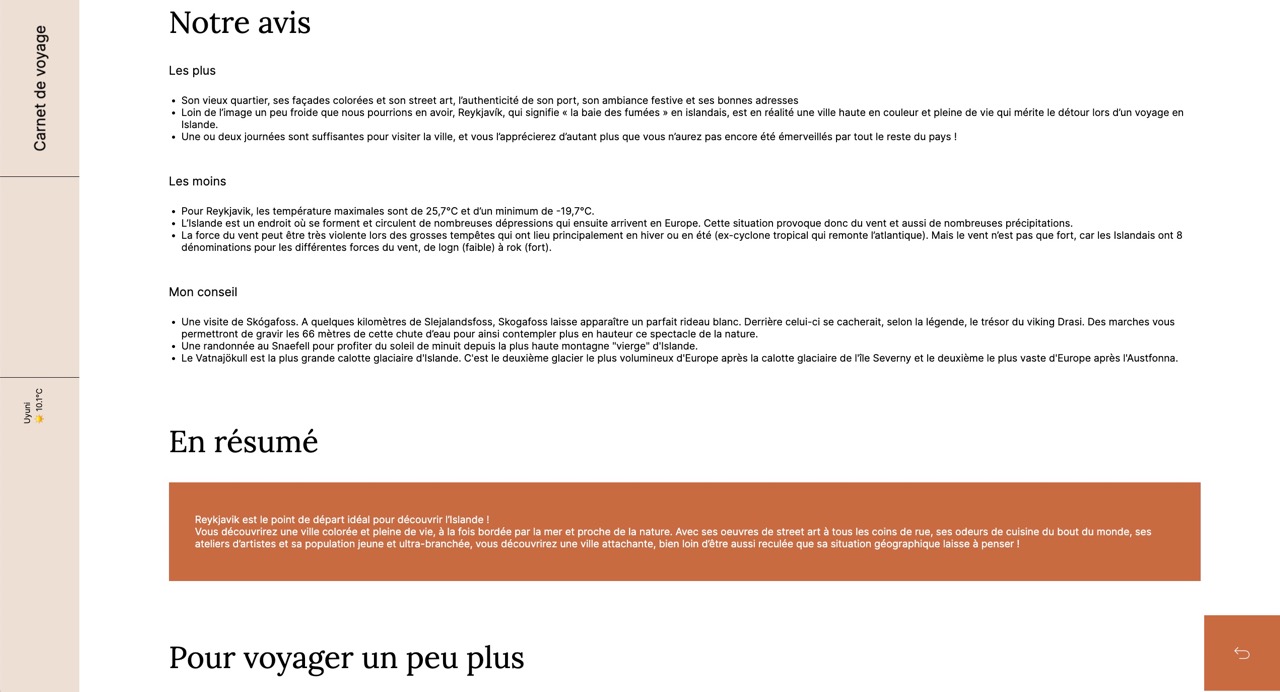 Carnet de voyage
Uyuni
☀️ 10.1°C
Notre avis
Les plus
• Son vieux quartier, ses façades colorées et son street art, l’authenticité de son port, son ambiance festive et ses bonnes adresses
• Loin de l’image un peu froide que nous pourrions en avoir, Reykjavík, qui signifie « la baie des fumées » en islandais, est en réalité une ville haute en couleur et pleine de vie qui mérite le détour lors d’un voyage en
Islande.
• Une ou deux journées sont suffisantes pour visiter la ville, et vous l’apprécierez d’autant plus que vous n’aurez pas encore été émerveillés par tout le reste du pays !
Les moins
• Pour Reykjavik, les température maximales sont de 25,7°C et d’un minimum de -19,7°C.
• L’Islande est un endroit où se forment et circulent de nombreuses dépressions qui ensuite arrivent en Europe. Cette situation provoque donc du vent et aussi de nombreuses précipitations.
• La force du vent peut être très violente lors des grosses tempêtes qui ont lieu principalement en hiver ou en été (ex-cyclone tropical qui remonte l’atlantique). Mais le vent n’est pas que fort, car les Islandais ont 8
dénominations pour les différentes forces du vent, de logn (faible) à rok (fort).
Mon conseil
• Une visite de Skógafoss. A quelques kilomètres de Slejalandsfoss, Skogafoss laisse apparaître un parfait rideau blanc. Derrière celui-ci se cacherait, selon la légende, le trésor du viking Drasi. Des marches vous
permettront de gravir les 66 mètres de cette chute d’eau pour ainsi contempler plus en hauteur ce spectacle de la nature.
• Une randonnée au Snaefell pour profiter du soleil de minuit depuis la plus haute montagne "vierge" d'Islande.
• Le Vatnajökull est la plus grande calotte glaciaire d'Islande. C'est le deuxième glacier le plus volumineux d'Europe après la calotte glaciaire de l'île Severny et le deuxième le plus vaste d'Europe après l'Austfonna.
En résumé
Reykjavik est le point de départ idéal pour découvrir l’Islande !
Vous découvrirez une ville colorée et pleine de vie, à la fois bordée par la mer et proche de la nature. Avec ses oeuvres de street art à tous les coins de rue, ses odeurs de cuisine du bout du monde, ses
ateliers d’artistes et sa population jeune et ultra-branchée, vous découvrirez une ville attachante, bien loin d’être aussi reculée que sa situation géographique laisse à penser !
Pour voyager un peu plus